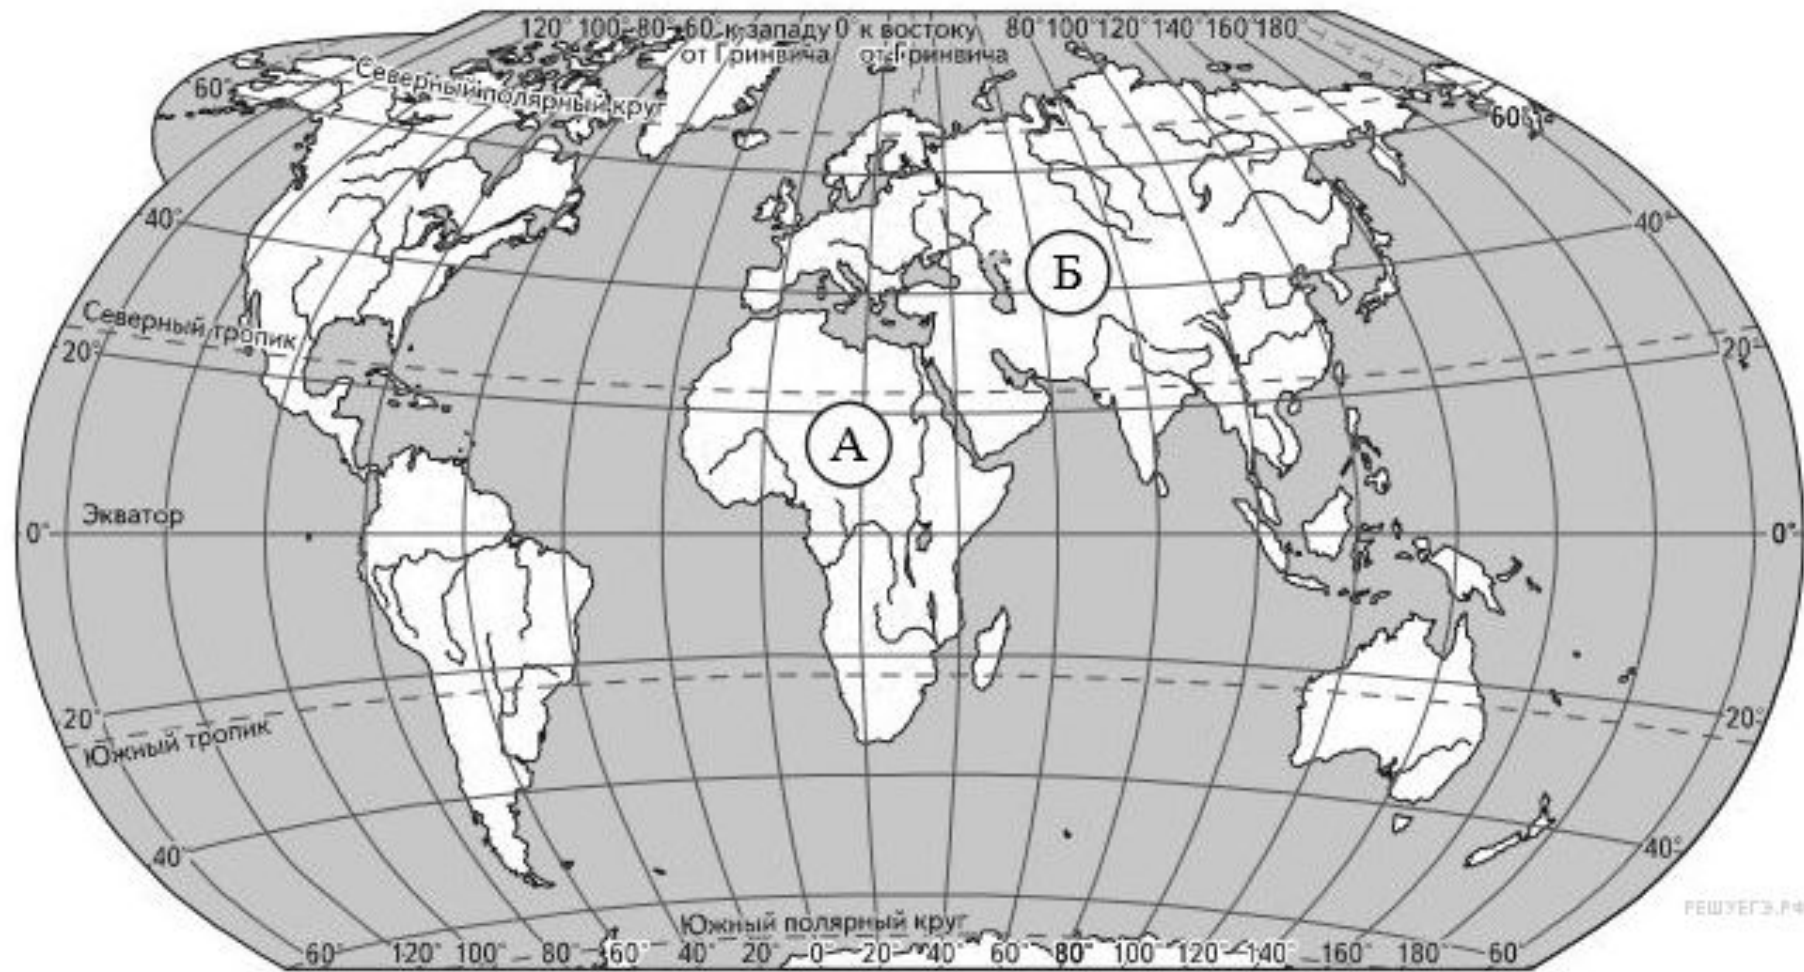 120° 100° 80° 60° к западу 0° к востоку 80° 100° 120° 140° 160° 180°
от Гринвича от Гринвича
Северный полярный круг
60° 60°
40° 40°
Б
Северный тропик
20° 20°
А
Экватор
0° 0°
20° 20°
Южный тропик
40° 40°
РЕШУЕГЭ.РФ
Южный полярный круг
60° 120° 100° 60° 40° 20° 0° 20° 40° 60° 80° 100° 120° 140° 160° 180° 60